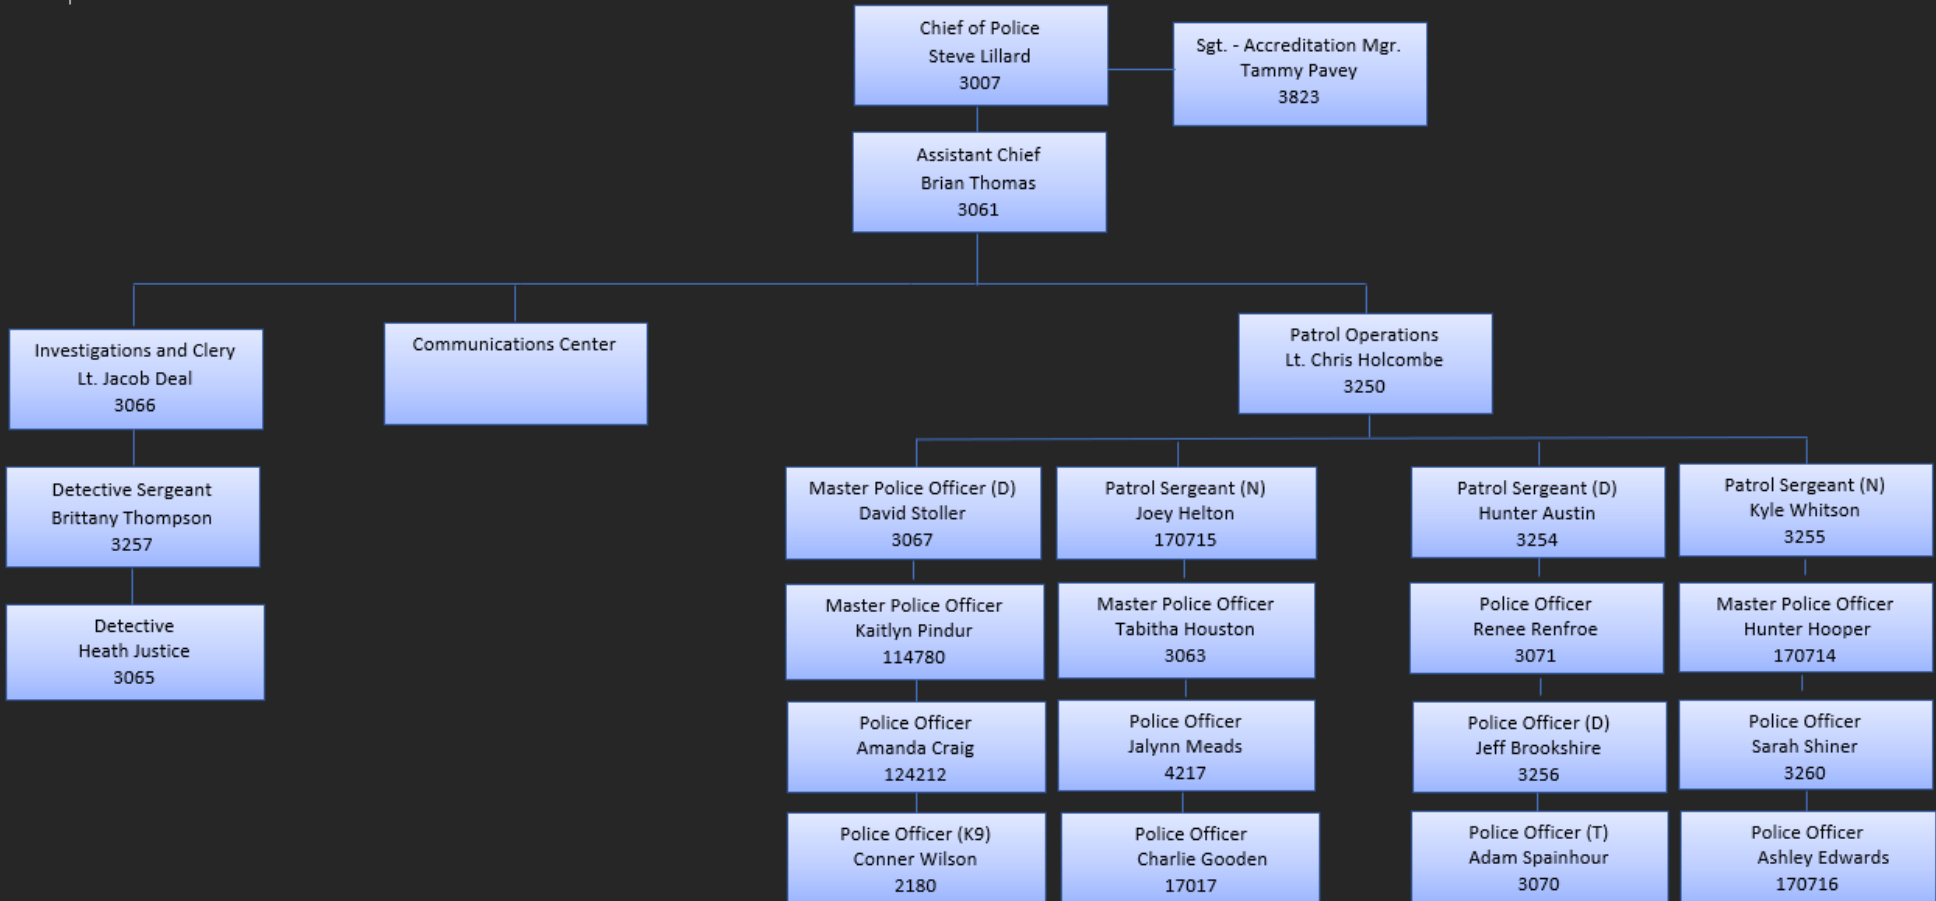 Chief of Police
Steve Lillard
3007
Sgt. - Accreditation Mgr.
Tammy Pavey
3823
Assistant Chief
Brian Thomas
3061
Investigations and Clery
Lt. Jacob Deal
3066
Communications Center
Patrol Operations
Lt. Chris Holcombe
3250
Detective Sergeant
Brittany Thompson
3257
Detective
Heath Justice
3065
Master Police Officer (D)
David Stoller
3067
Master Police Officer
Kaitlyn Pindur
114780
Police Officer
Amanda Craig
124212
Police Officer (K9)
Conner Wilson
2180
Patrol Sergeant (N)
Joey Helton
170715
Master Police Officer
Tabitha Houston
3063
Police Officer
Jalynn Meads
4217
Police Officer
Charlie Gooden
17017
Patrol Sergeant (D)
Hunter Austin
3254
Police Officer
Renee Renfroe
3071
Police Officer (D)
Jeff Brookshire
3256
Police Officer (T)
Adam Spainhour
3070
Patrol Sergeant (N)
Kyle Whitson
3255
Master Police Officer
Hunter Hooper
170714
Police Officer
Sarah Shiner
3260
Police Officer
Ashley Edwards
170716